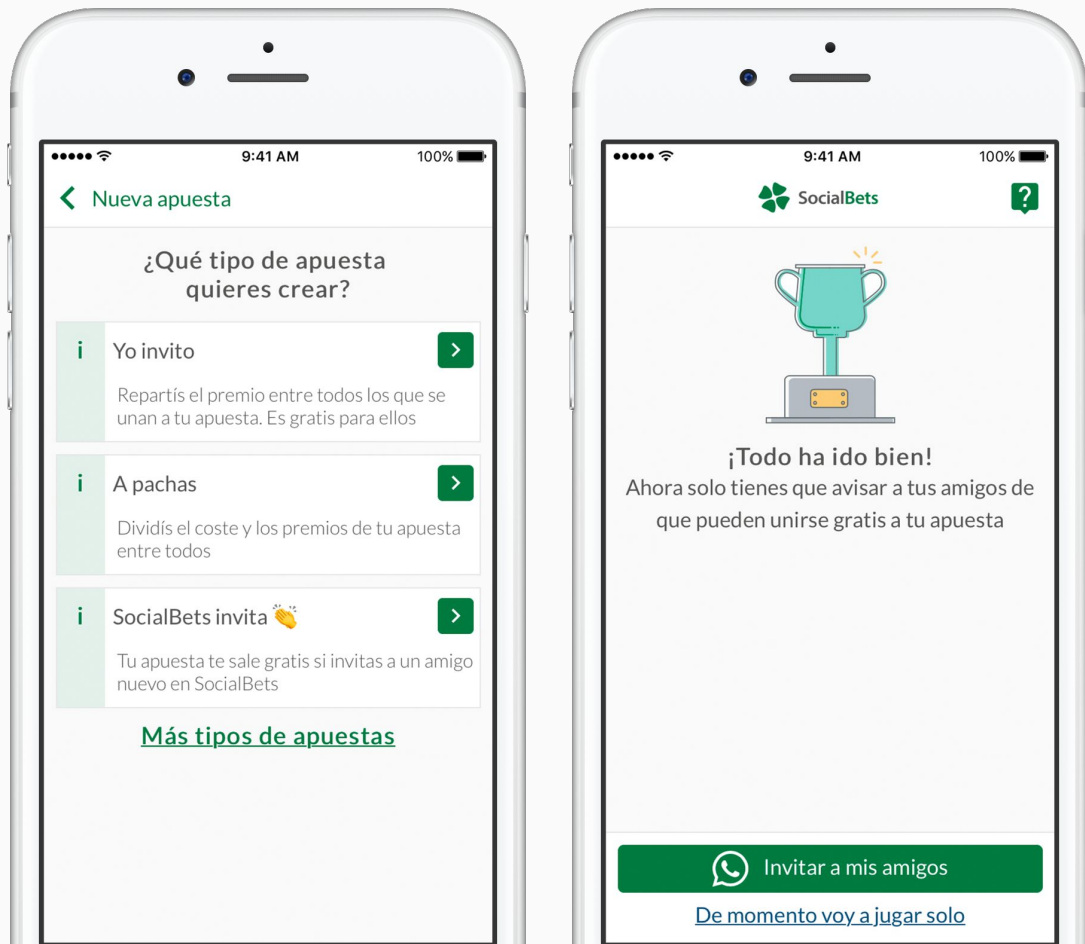 9:41 AM
100%
Nueva apuesta
¿Qué tipo de apuesta
quieres crear?
i
Yo invito
Repartís el premio entre todos los que se
unan a tu apuesta. Es gratis para ellos
i
A pachas
Dividís el coste y los premios de tu apuesta
entre todos
i
SocialBets invita 👏
Tu apuesta te sale gratis si invitas a un amigo
nuevo en SocialBets
Más tipos de apuestas
9:41 AM
100%
SocialBets
?
¡Todo ha ido bien!
Ahora solo tienes que avisar a tus amigos de
que pueden unirse gratis a tu apuesta
Invitar a mis amigos
De momento voy a jugar solo